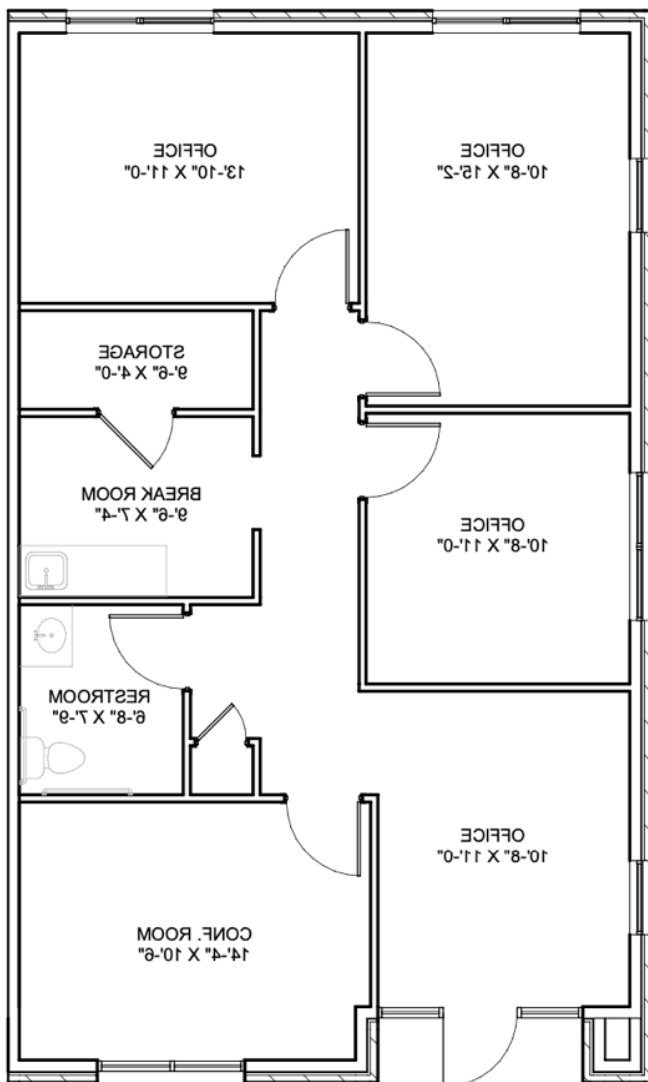 OFFICE
13'-10" X 11'-0"
OFFICE
10'-8" X 15'-2"
STORAGE
9'-6" X 4'-0"
BREAK ROOM
9'-6" X 7'-4"
OFFICE
10'-8" X 11'-0"
RESTROOM
6'-8" X 7'-9"
OFFICE
10'-8" X 11'-0"
CONF. ROOM
14'-4" X 10'-6"